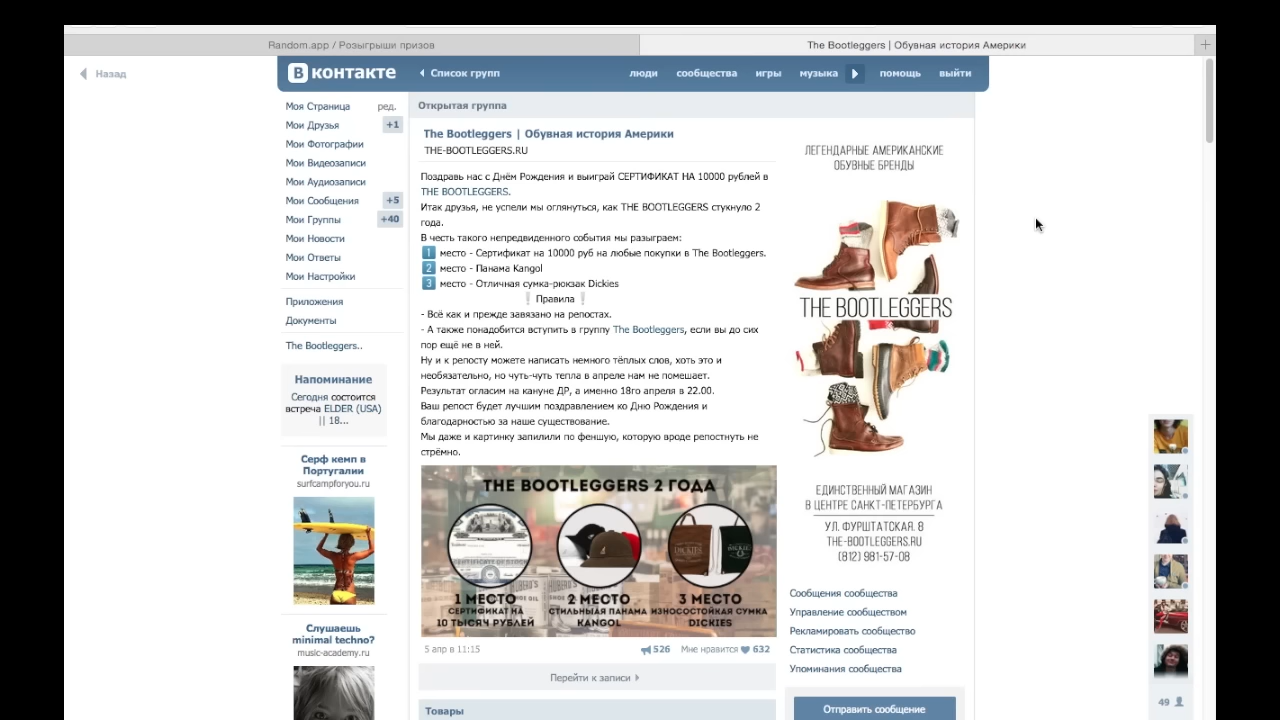 Random.app / Розыгрыши призов
The Bootleggers | Обувная история Америки
Назад
В контакте
Список групп
люди
сообщества
игры
музыка
помощь
выйти
Моя Страница
ред.
Мои Друзья
+1
Мои Фотографии
Мои Видеозаписи
Мои Аудиозаписи
Мои Сообщения
+5
Мои Группы
+40
Мои Новости
Мои Ответы
Мои Настройки
Приложения
Документы
The Bootleggers..
Напоминание
Сегодня состоится
встреча ELDER (USA)
|| 18...
Серф кемп в
Португалии
surfcampforyou.ru
Слушаешь
minimal techno?
music-academy.ru
Открытая группа
The Bootleggers | Обувная история Америки
THE-BOOTLEGGERS.RU
Поздравь нас с Днём Рождения и выиграй СЕРТИФИКАТ НА 10000 рублей в
THE BOOTLEGGERS.
Итак друзья, не успели мы оглянуться, как THE BOOTLEGGERS стукнуло 2
года.
В честь такого непредвиденного события мы разыграем:
1 место - Сертификат на 10000 руб на любые покупки в The Bootleggers.
2 место - Панама Kangol
3 место - Отличная сумка-рюкзак Dickies
❕ Правила ❕
- Всё как и прежде завязано на репостах.
- А также понадобится вступить в группу The Bootleggers, если вы до сих
пор ещё не в ней.
Ну и к репосту можете написать немного тёплых слов, хоть это и
необязательно, но чуть-чуть тепла в апреле нам не помешает.
Результат огласим на кануне ДР, а именно 18го апреля в 22.00.
Ваш репост будет лучшим поздравлением ко Дню Рождения и
благодарностью за наше существование.
Мы даже и картинку запилили по феншую, которую вроде репостнуть не
стрёмно.
THE BOOTLEGGERS 2 ГОДА
1 МЕСТО
СЕРТИФИКАТ НА
10 ТЫСЯЧ РУБЛЕЙ
2 МЕСТО
СТИЛЬНЫАЯ ПАНАМА
KANGOL
3 МЕСТО
ИЗНОСОСТОЙКАЯ СУМКА
DICKIES
5 апр в 11:15
526
Мне нравится 632
Перейти к записи
Товары
ЛЕГЕНДАРНЫЕ АМЕРИКАНСКИЕ
ОБУВНЫЕ БРЕНДЫ
THE BOOTLEGGERS
ЕДИНСТВЕННЫЙ МАГАЗИН
В ЦЕНТРЕ САНКТ-ПЕТЕРБУРГА
УЛ. ФУРШТАТСКАЯ. 8
THE-BOOTLEGGERS.RU
(812) 981-57-08
Сообщения сообщества
Управление сообществом
Рекламировать сообщество
Статистика сообщества
Упоминания сообщества
Отправить сообщение
49